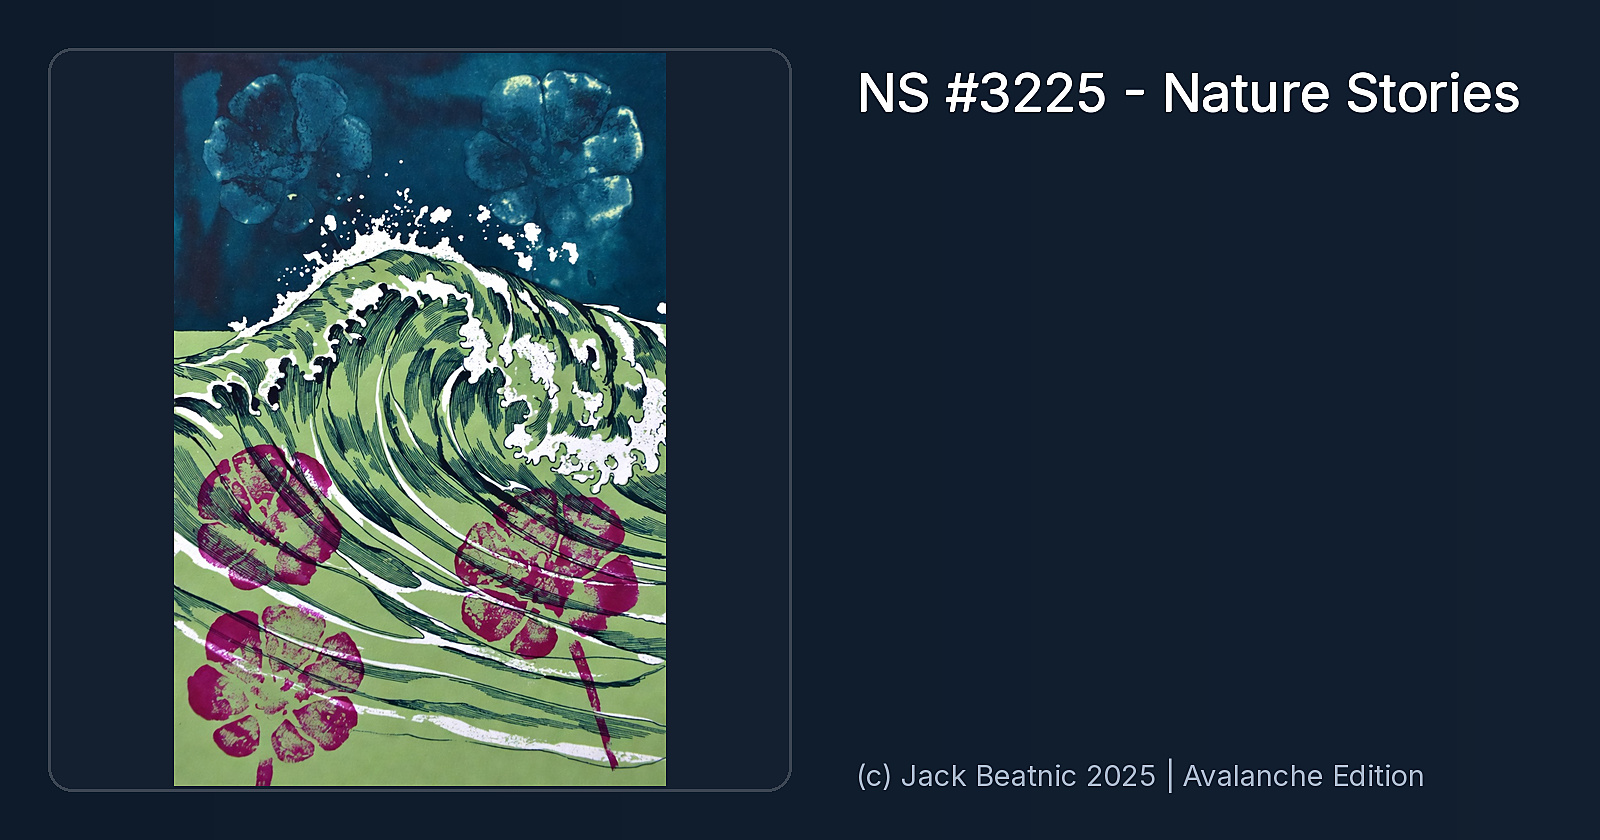 NS #3225 - Nature Stories
(c) Jack Beatnic 2025 | Avalanche Edition